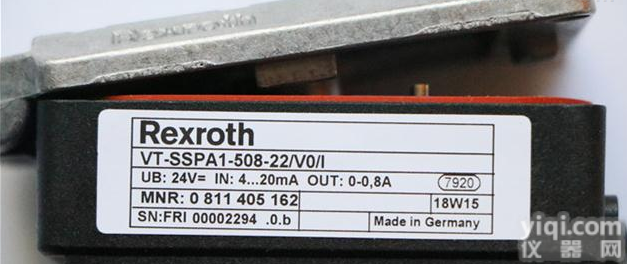 Rexroth
VT-SSPA1-508-22/V0/I
UB: 24V= IN: 4...20mA OUT: 0-0,8A 7920
MNR: 0 811 405 162 18W15
SN:FRI 00002294 .0.b Made in Germany
yiqi.com
仪器网